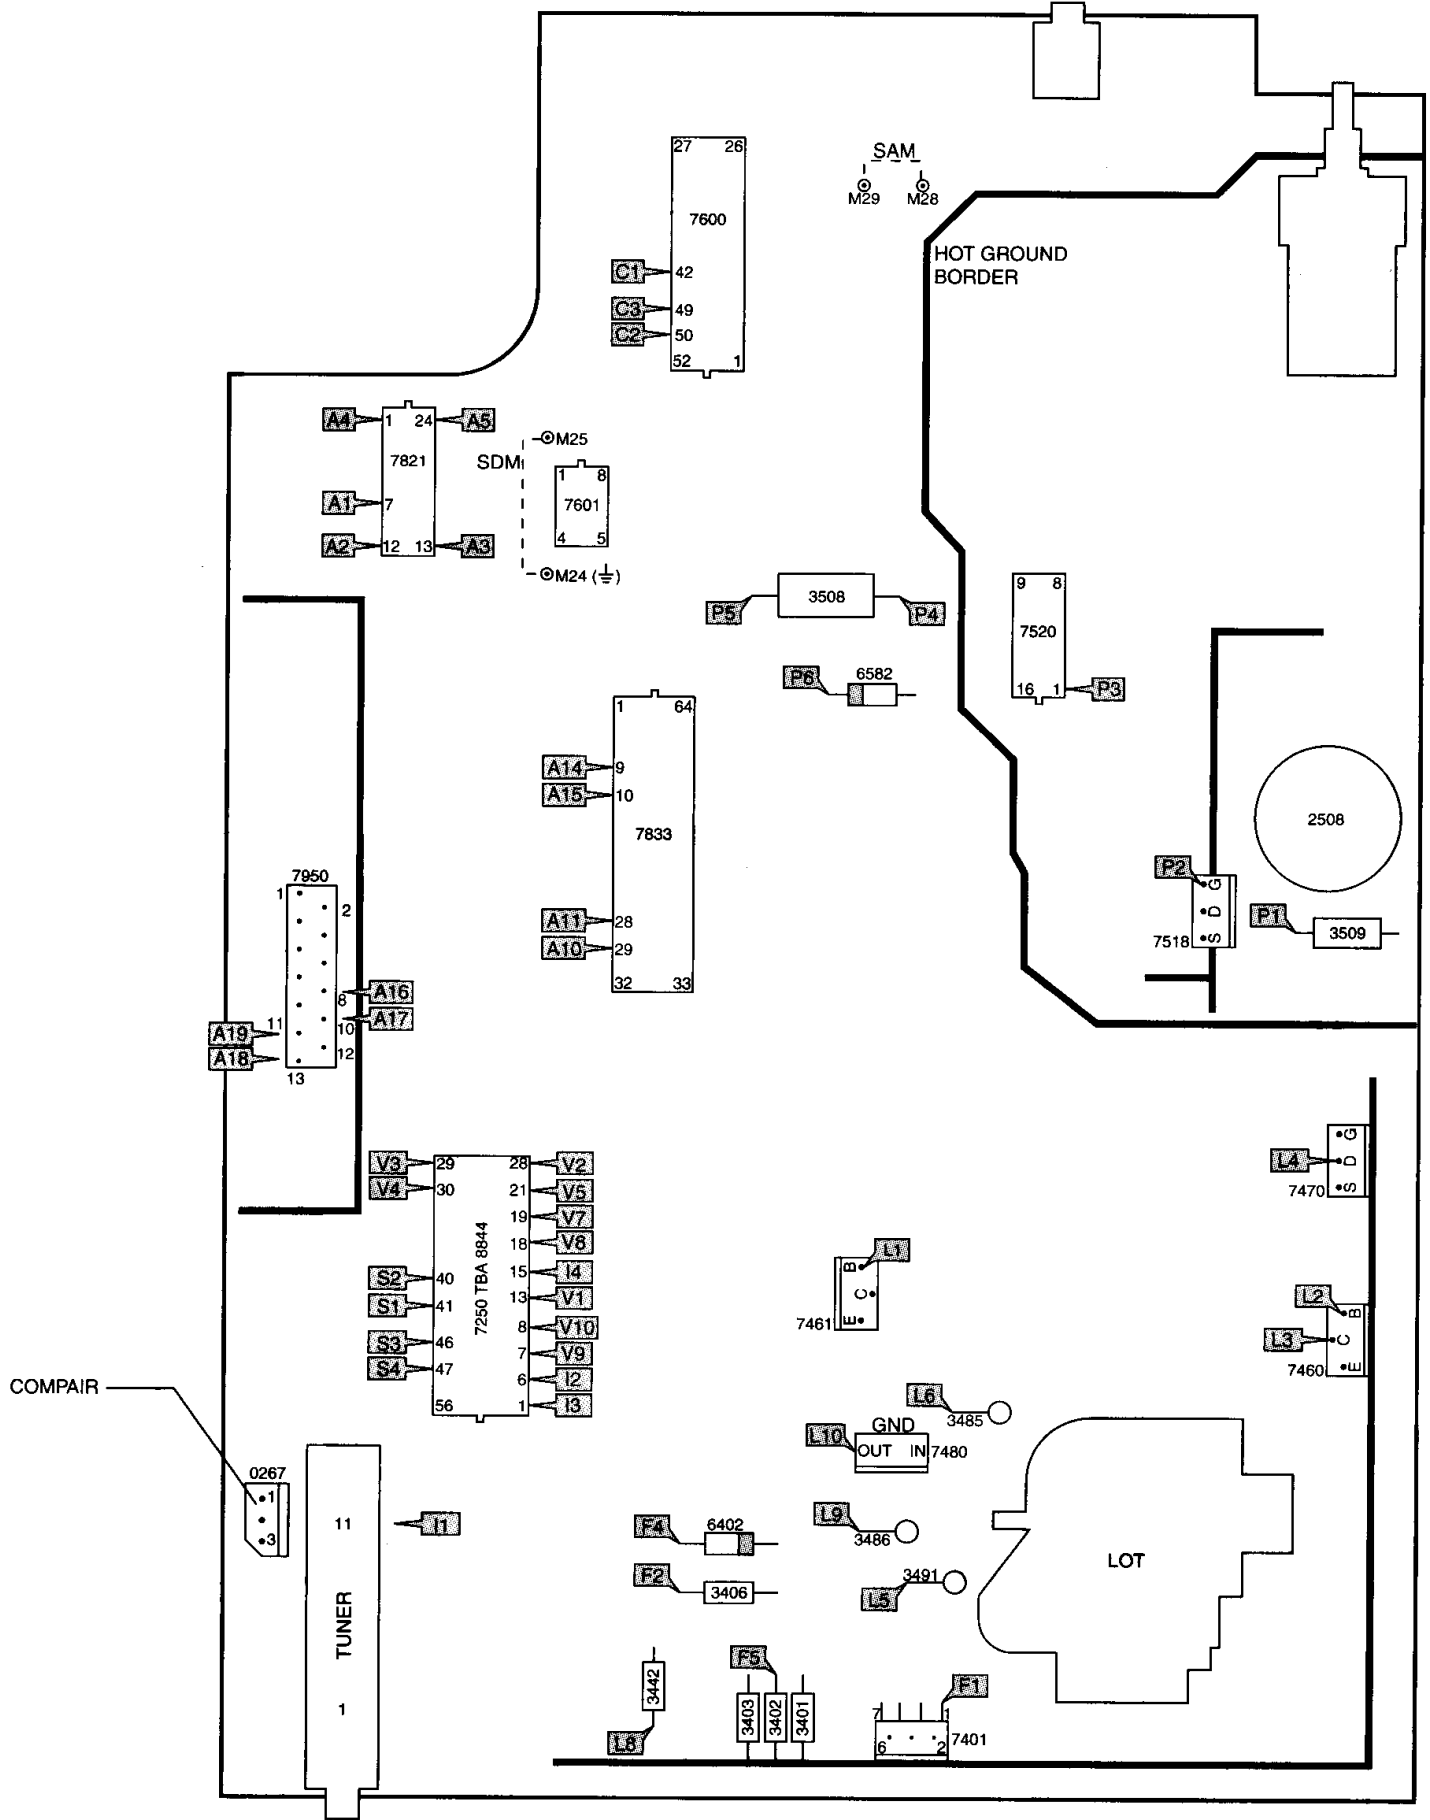 SAM
M29 M28
27 26
7600
C1 42
C3 49
C2 50
52 1
HOT GROUND
BORDER
A4 1 24 A5
7821
A1 7
A2 12 13 A3
SDM
M25
1 8
7601
4 5
M24 (⏚)
P5 3508 P4
P6 6582
9 8
7520
16 1 P3
1 64
A14 9
A15 10
7833
A11 28
A10 29
32 33
2508
P2 G
D
S
7518
P1 3509
7950
1
2
8 A16
10 A17
A19 11
A18
12
13
V3 29 28 V2
V4 30 21 V5
19 V7
18 V8
S2 40 15 I4
S1 41 13 V1
S3 46 8 V10
S4 47 7 V9
6 I2
56 1 I3
7250 TBA 8844
G
L4 D
S
7470
L1
B
C
E
7461
L2 B
L3 C
E
7460
COMPAIR
0267
1
3
11 I1
TUNER
1
L6 3485
GND
L10 OUT IN 7480
L9 3486
L5 3491
LOT
F4 6402
F2 3406
3442
L8
F5
3403 3402 3401
F1
7 1
6 2
7401